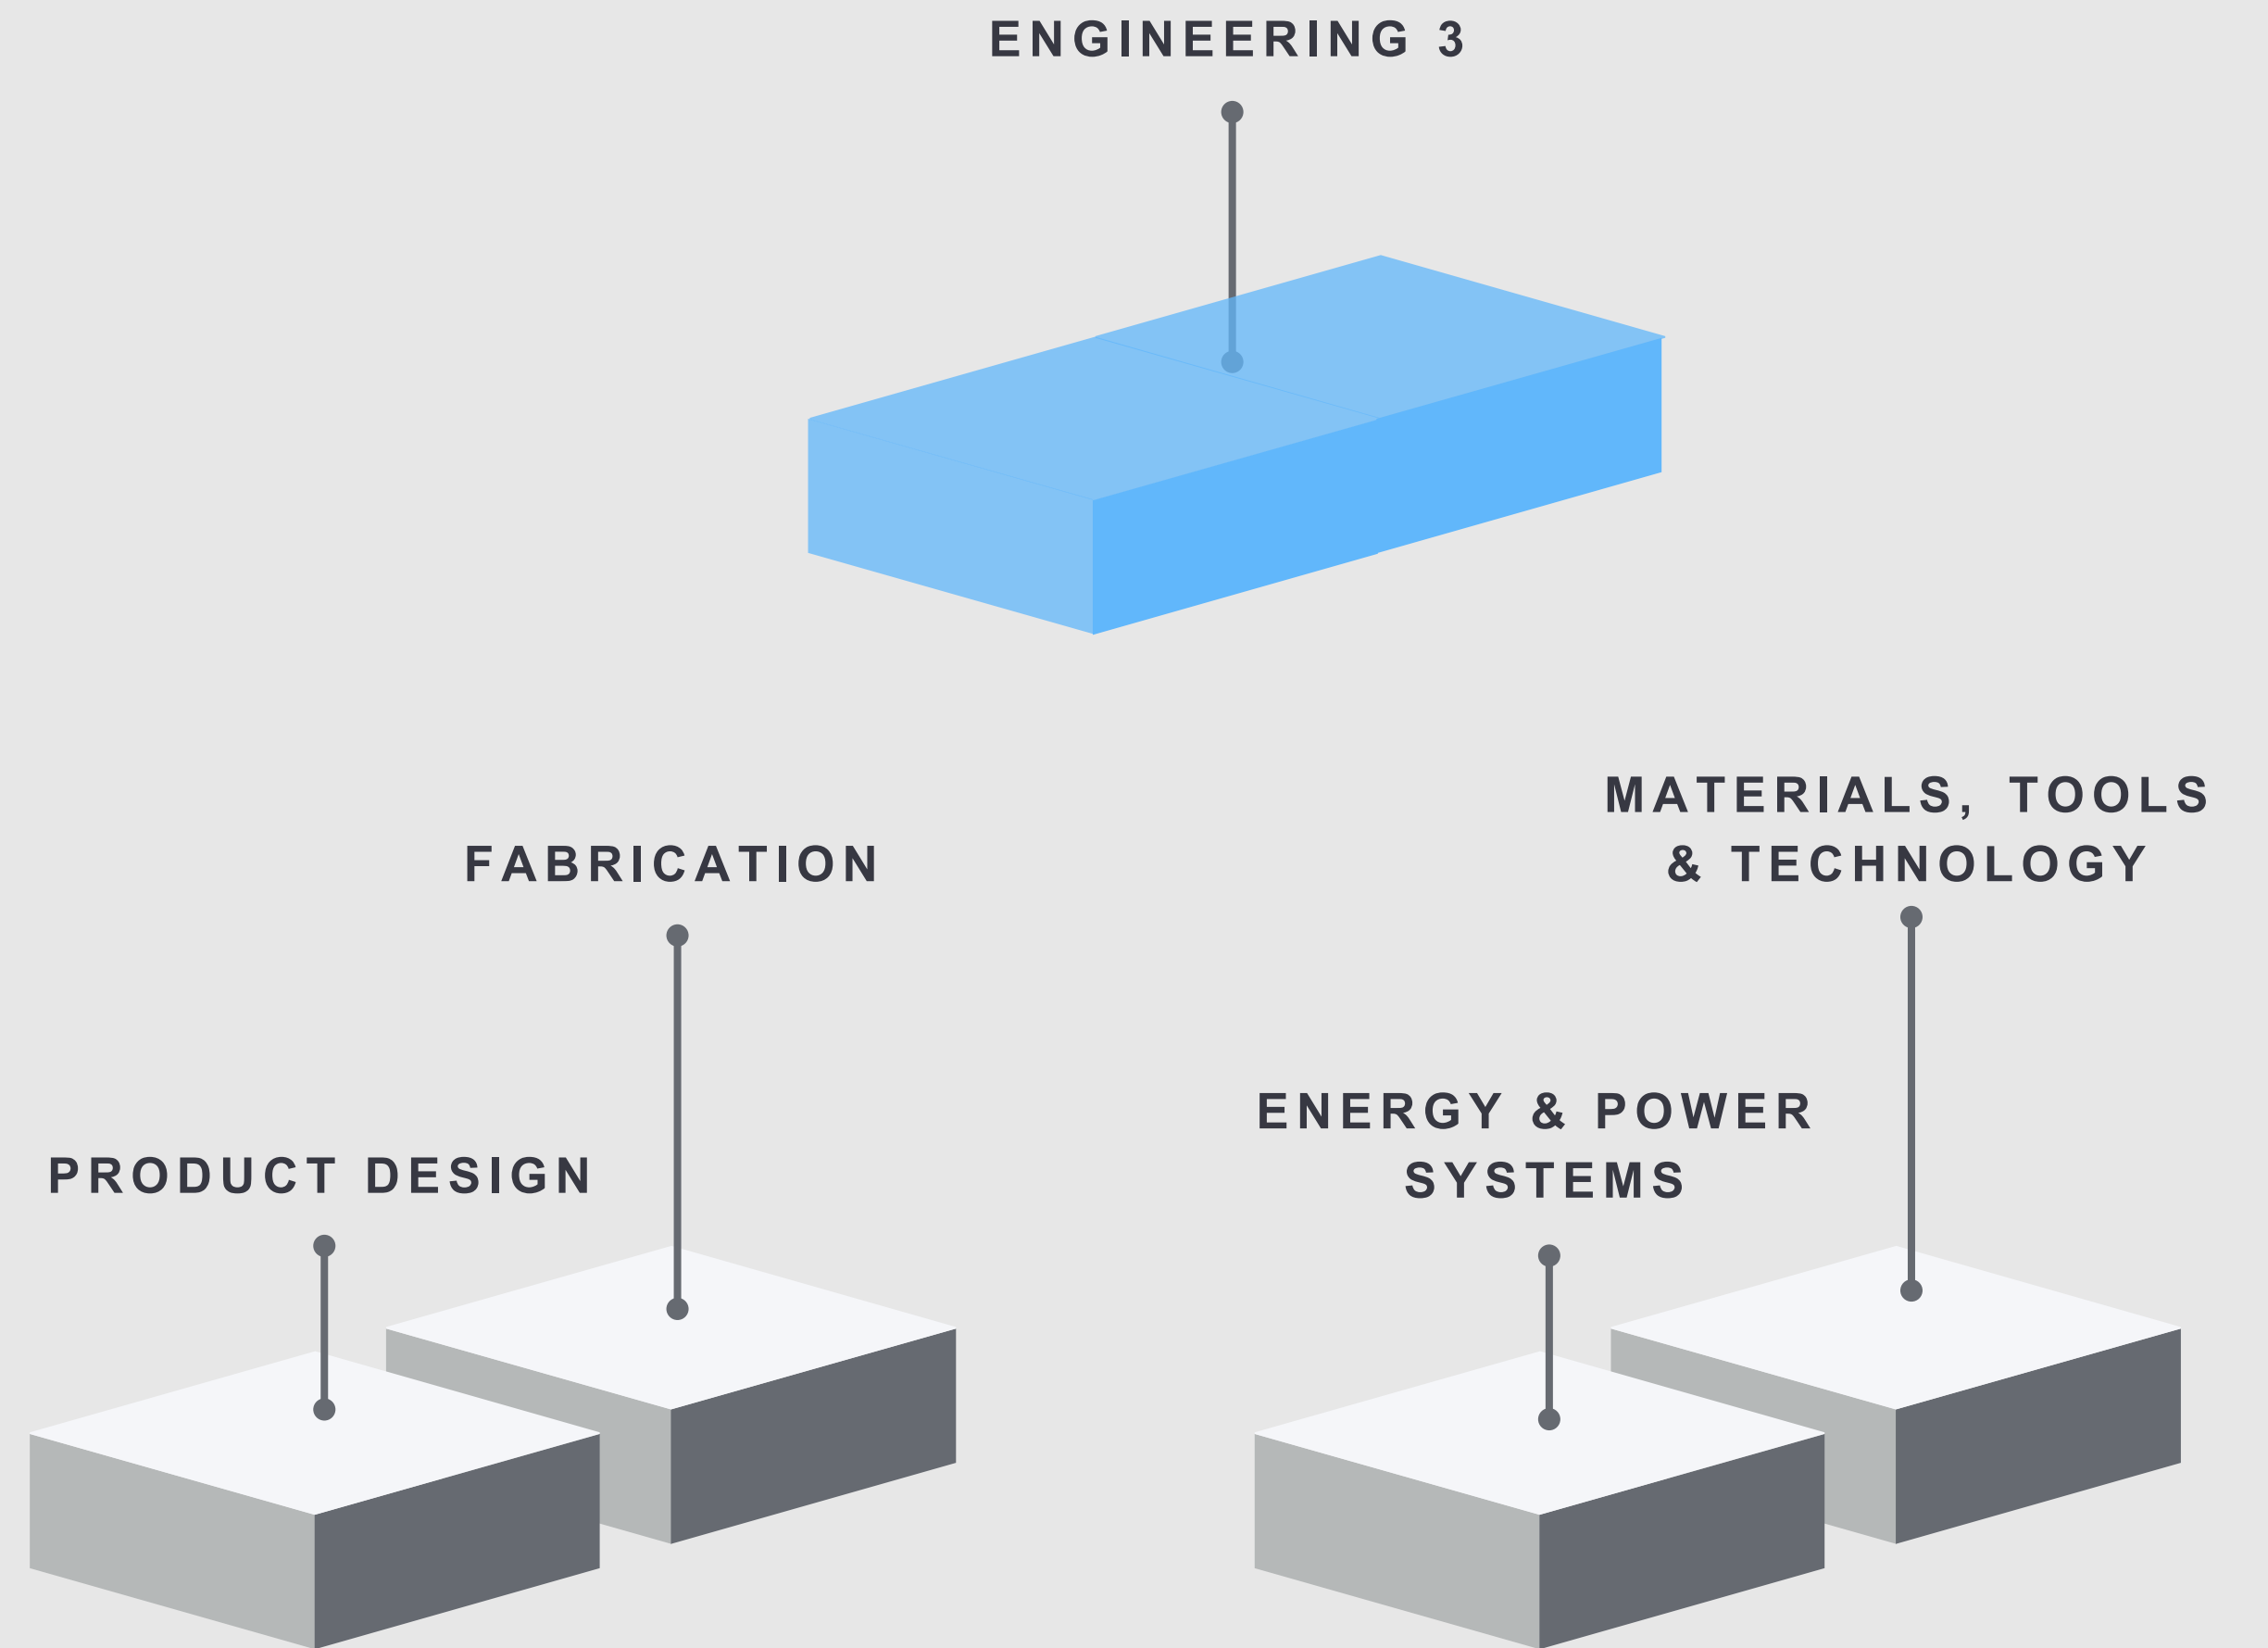 ENGINEERING 3
MATERIALS, TOOLS
& TECHNOLOGY
FABRICATION
ENERGY & POWER
SYSTEMS
PRODUCT DESIGN